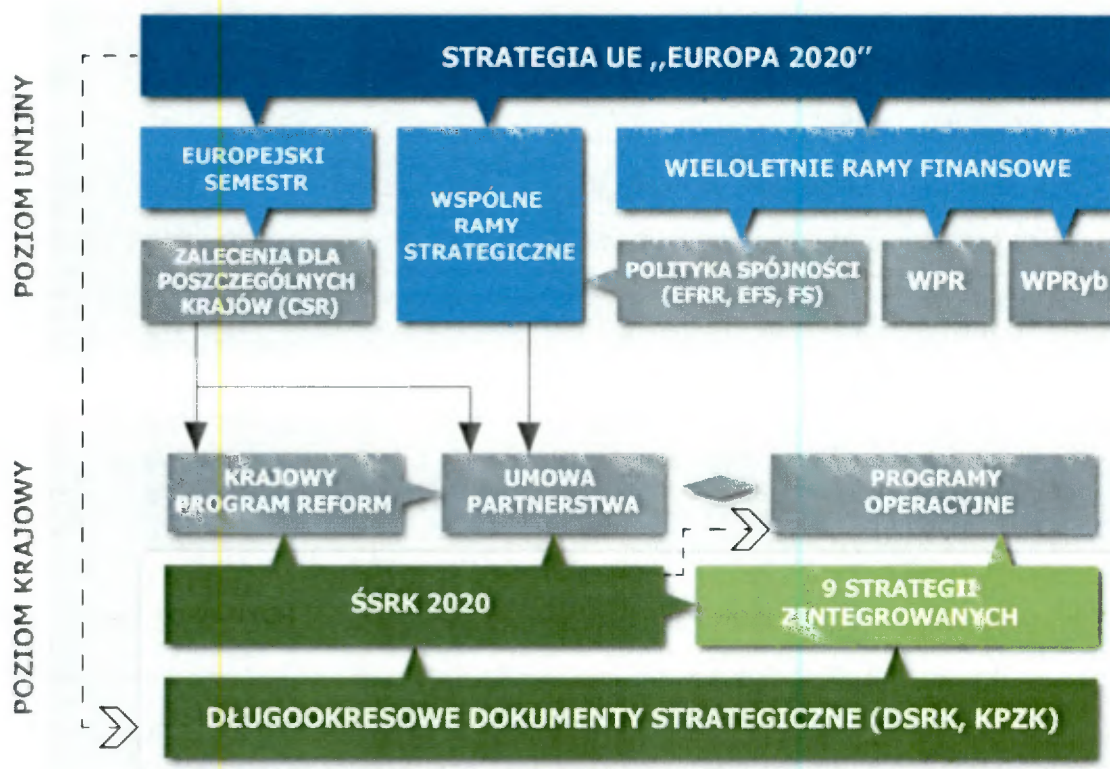 POZIOM UNIJNY
STRATEGIA UE „EUROPA 2020”
EUROPEJSKI
SEMESTR
WSPÓLNE
RAMY
STRATEGICZNE
WIELOLETNIE RAMY FINANSOWE
ZALECENIA DLA
POSZCZEGÓLNYCH
KRAJÓW (CSR)
POLITYKA SPÓJNOŚCI
(EFRR, EFS, FS)
WPR
WPRyb
POZIOM KRAJOWY
KRAJOWY
PROGRAM REFORM
UMOWA
PARTNERSTWA
PROGRAMY
OPERACYJNE
ŚSRK 2020
9 STRATEGII
ZINTEGROWANYCH
DŁUGOOKRESOWE DOKUMENTY STRATEGICZNE (DSRK, KPZK)